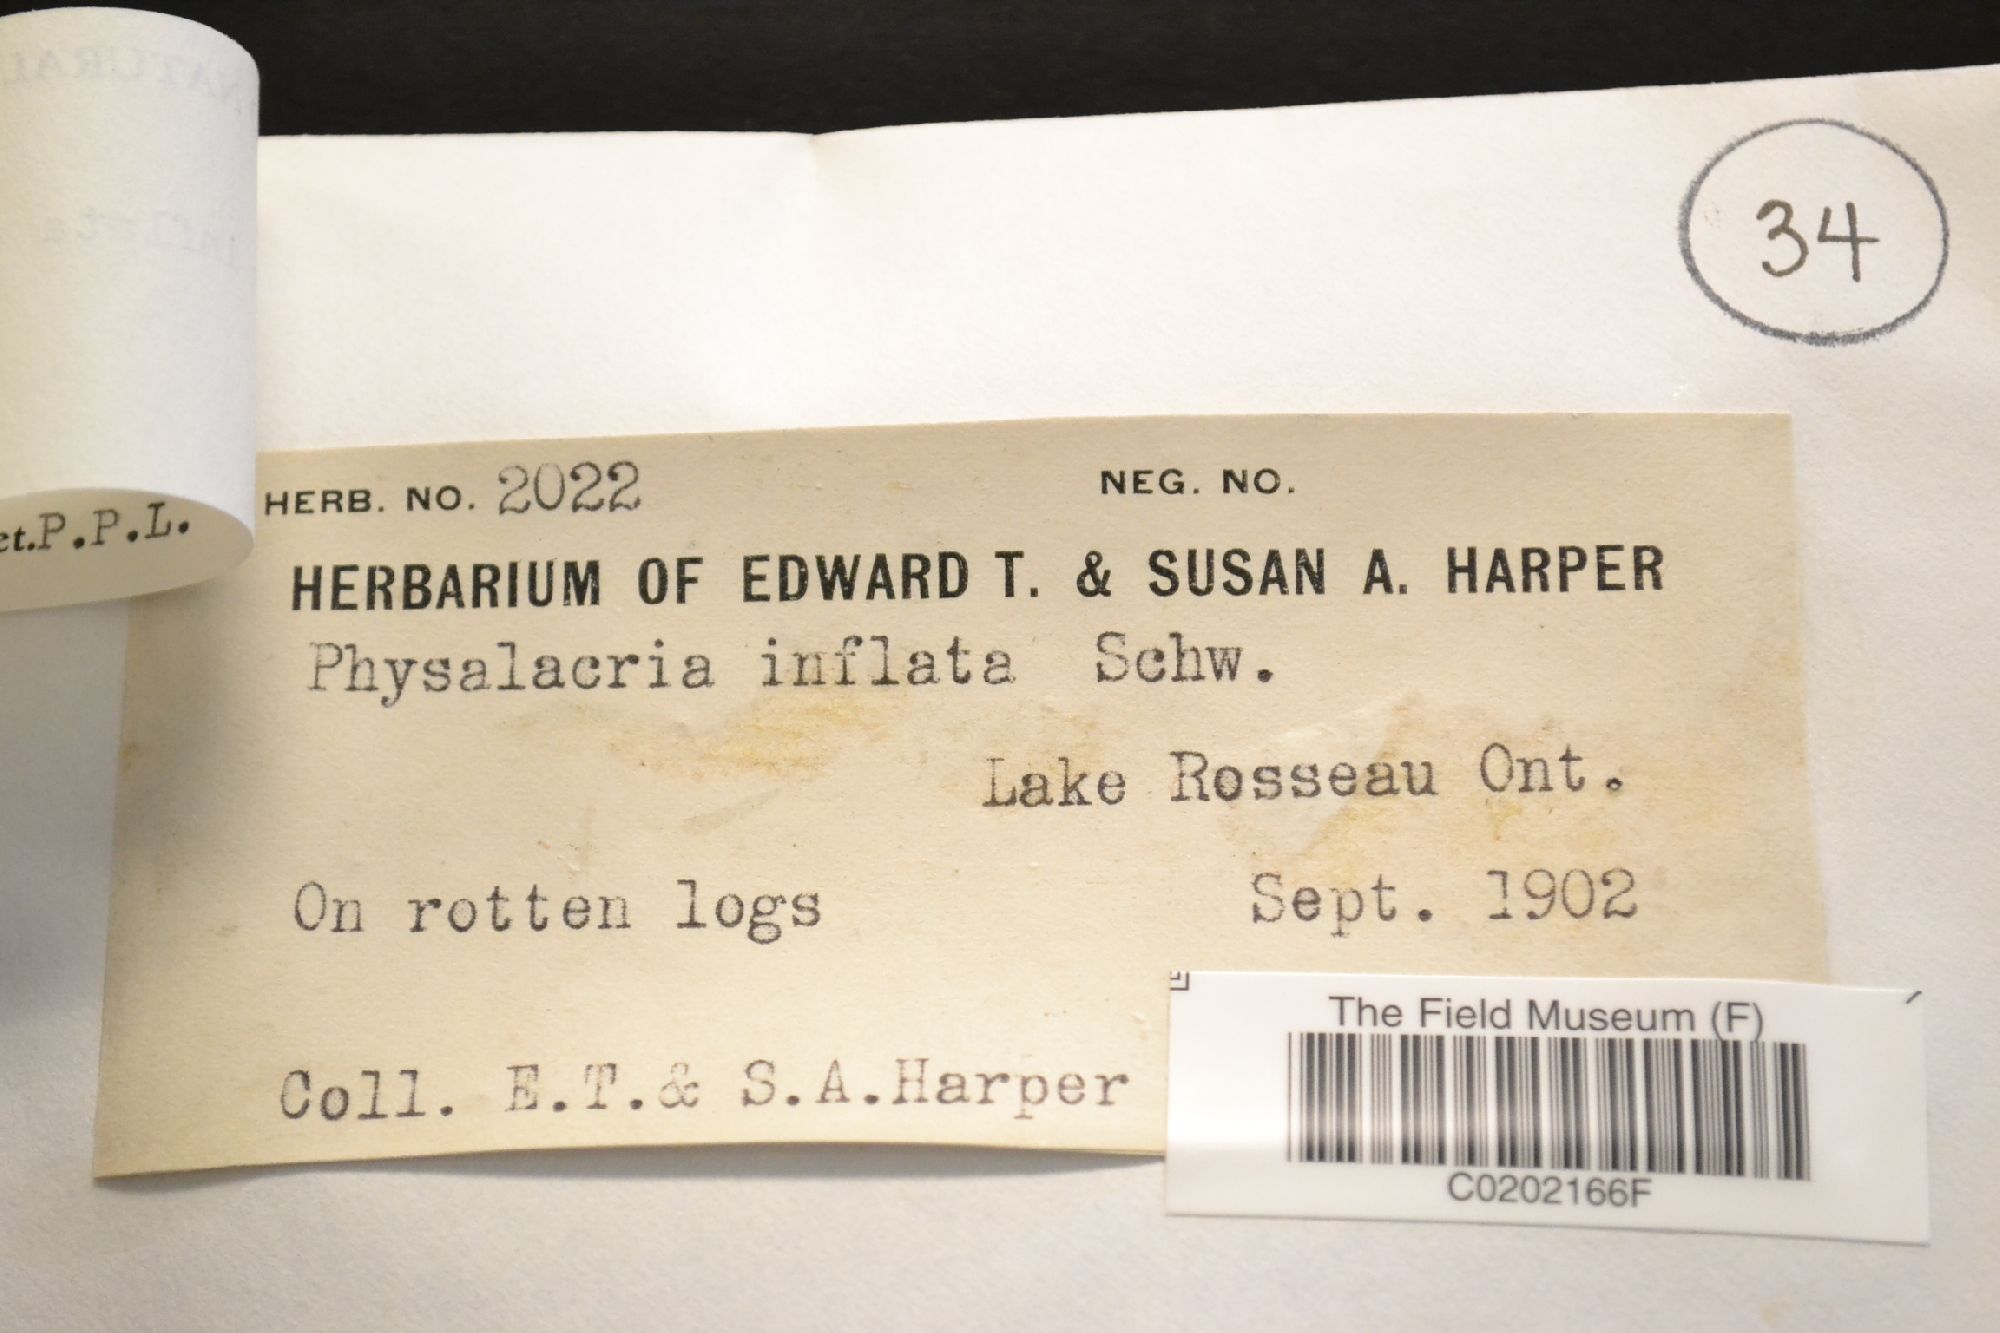 34
HERB. NO. 2022 NEG. NO.
et.P.P.L.
HERBARIUM OF EDWARD T. & SUSAN A. HARPER
Physalacria inflata Schw.
Lake Rosseau Ont.
On rotten logs Sept. 1902
Coll. E.T.& S.A.Harper
The Field Museum (F)
C0202166F